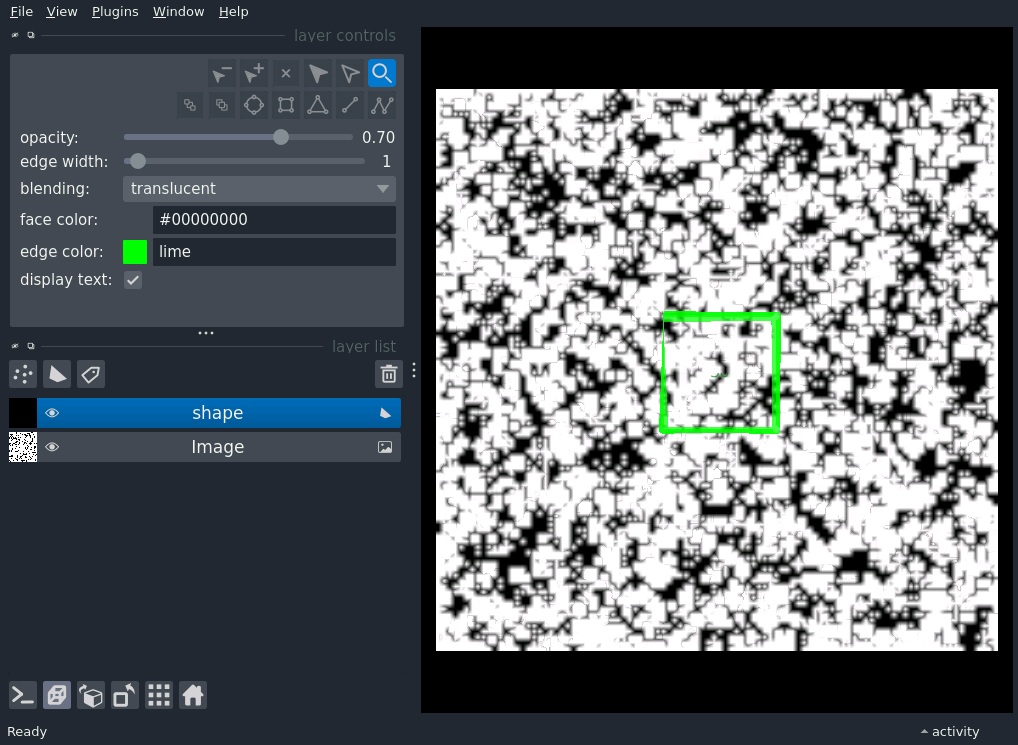 File View Plugins Window Help
layer controls
opacity: 0.70
edge width: 1
blending: translucent
face color: #00000000
edge color: lime
display text:
layer list
shape
Image
Ready
activity